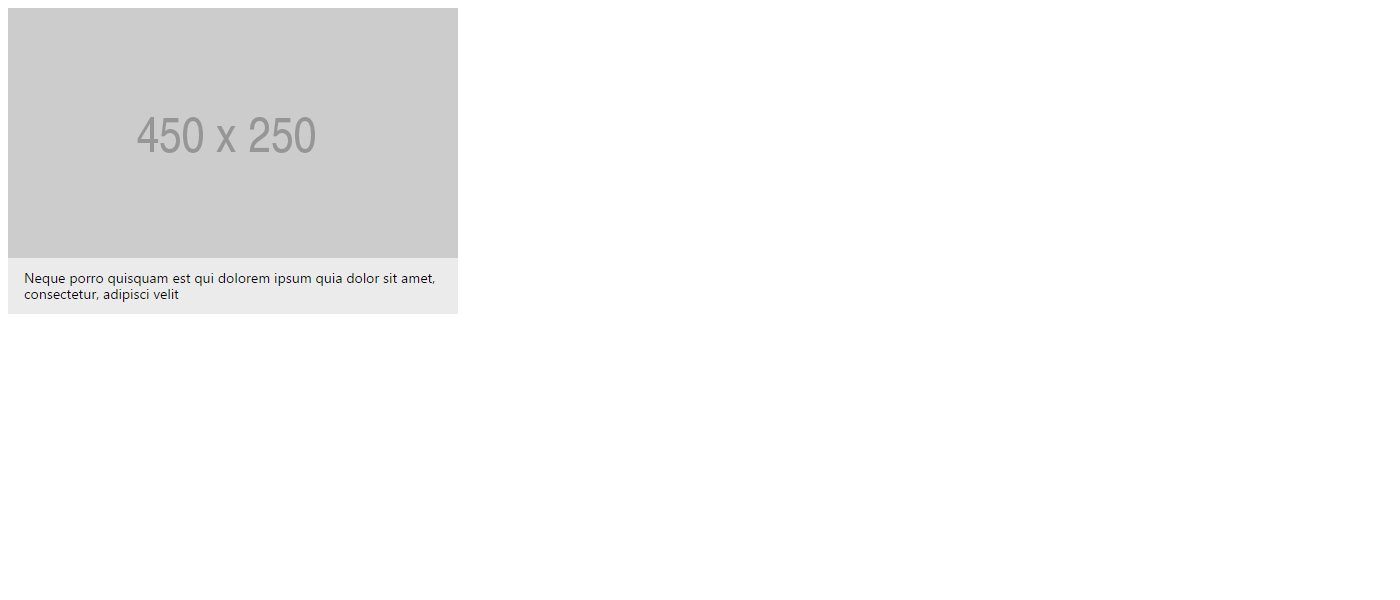 450 x 250
Neque porro quisquam est qui dolorem ipsum quia dolor sit amet,
consectetur, adipisci velit